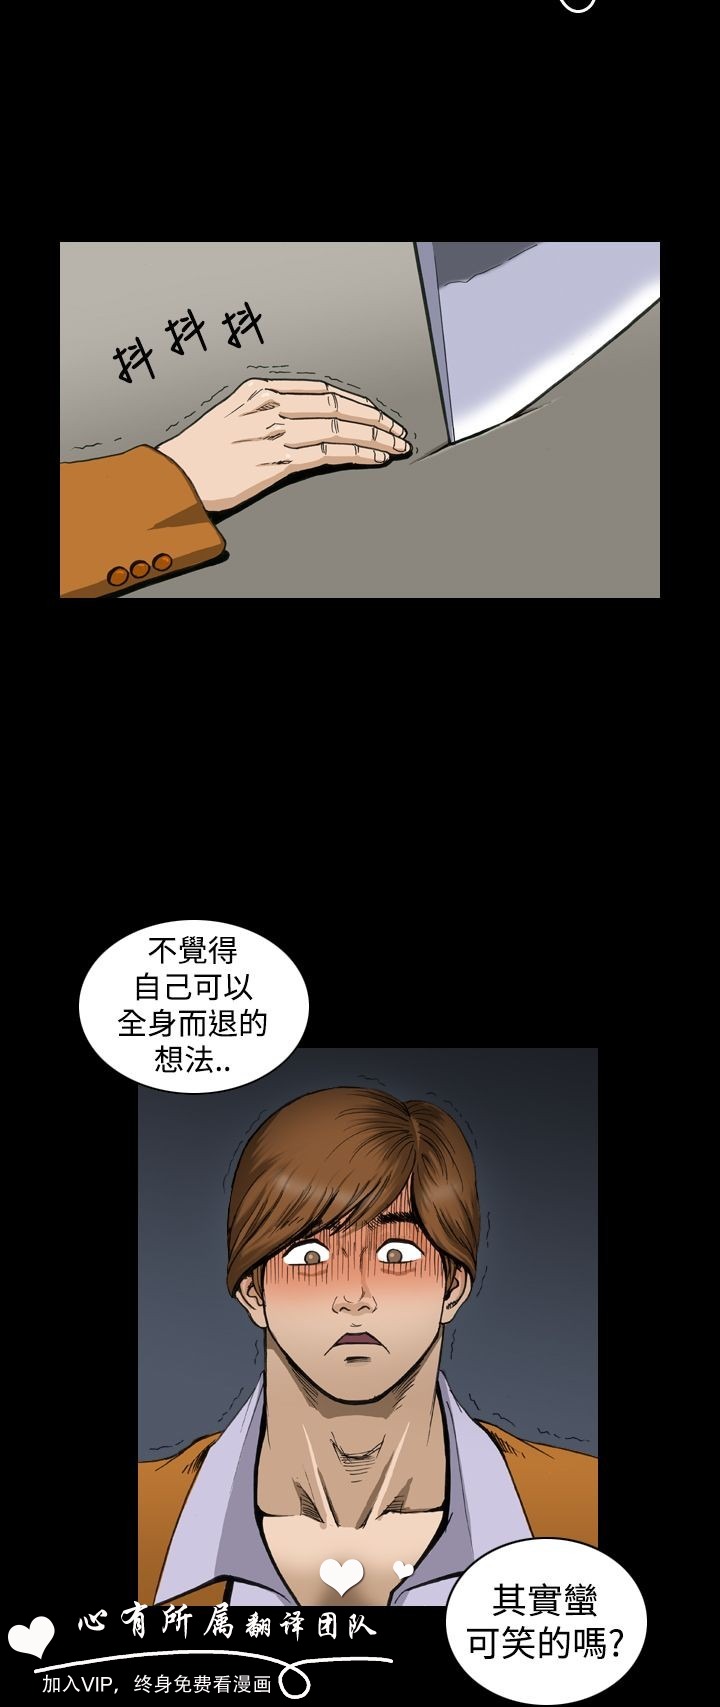 抖抖抖
不覺得
自己可以
全身而退的
想法..
其實蠻
可笑的嗎?
心有所属翻译团队
加入VIP，终身免费看漫画